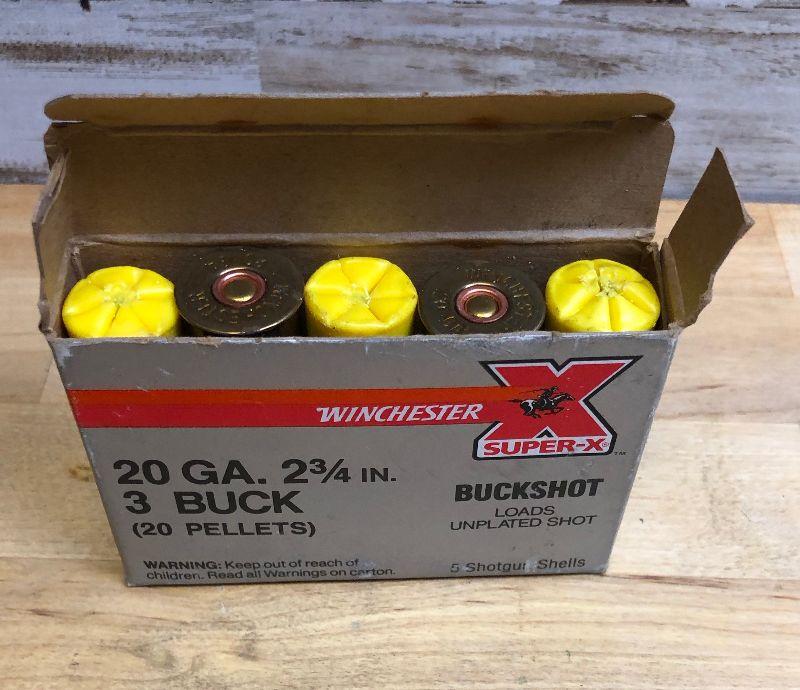 WINCHESTER
SUPER-X®
™
20 GA. 2¾ IN.
3 BUCK
(20 PELLETS)
BUCKSHOT
LOADS
UNPLATED SHOT
WARNING: Keep out of reach of
children. Read all Warnings on carton.
5 Shotgun Shells